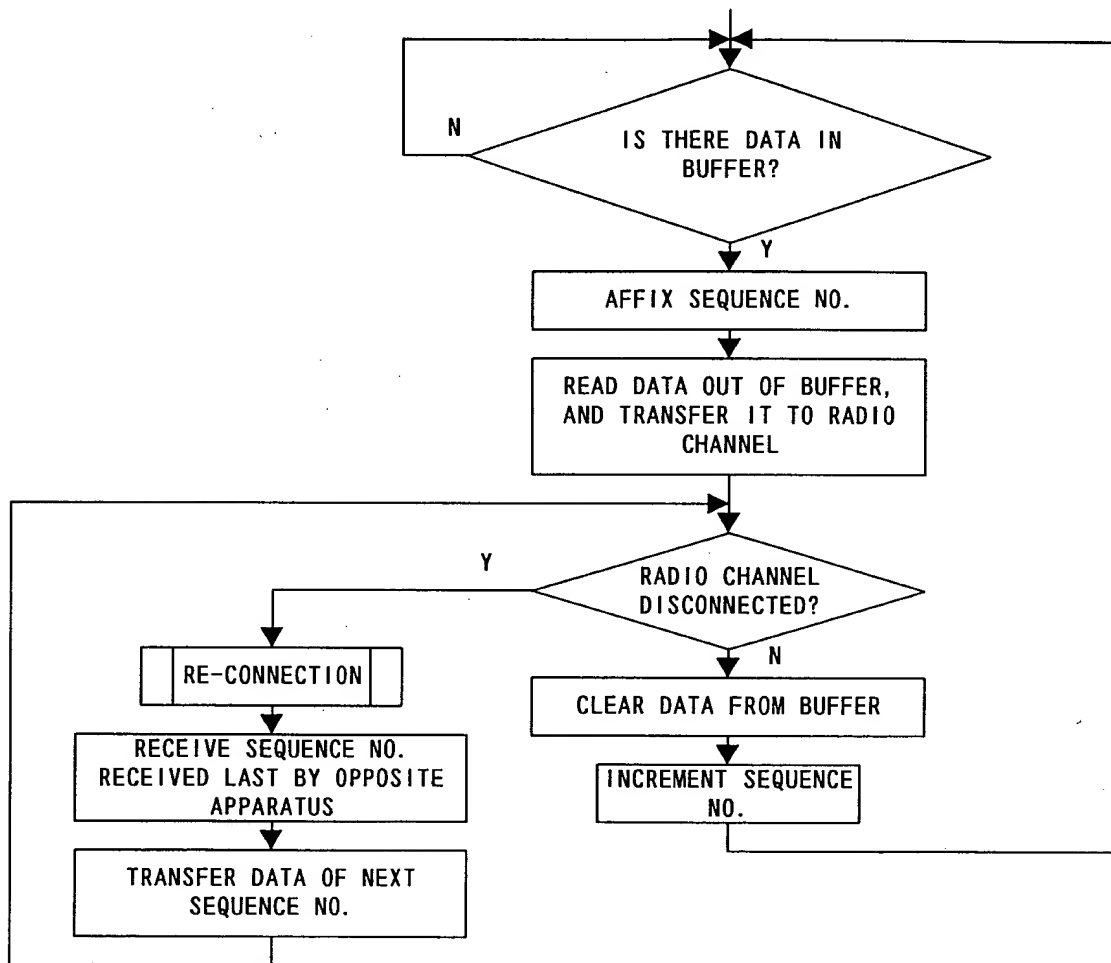 IS THERE DATA IN
BUFFER?
N
Y
AFFIX SEQUENCE NO.
READ DATA OUT OF BUFFER,
AND TRANSFER IT TO RADIO
CHANNEL
RADIO CHANNEL
DISCONNECTED?
Y
N
RE-CONNECTION
CLEAR DATA FROM BUFFER
RECEIVE SEQUENCE NO.
RECEIVED LAST BY OPPOSITE
APPARATUS
INCREMENT SEQUENCE
NO.
TRANSFER DATA OF NEXT
SEQUENCE NO.